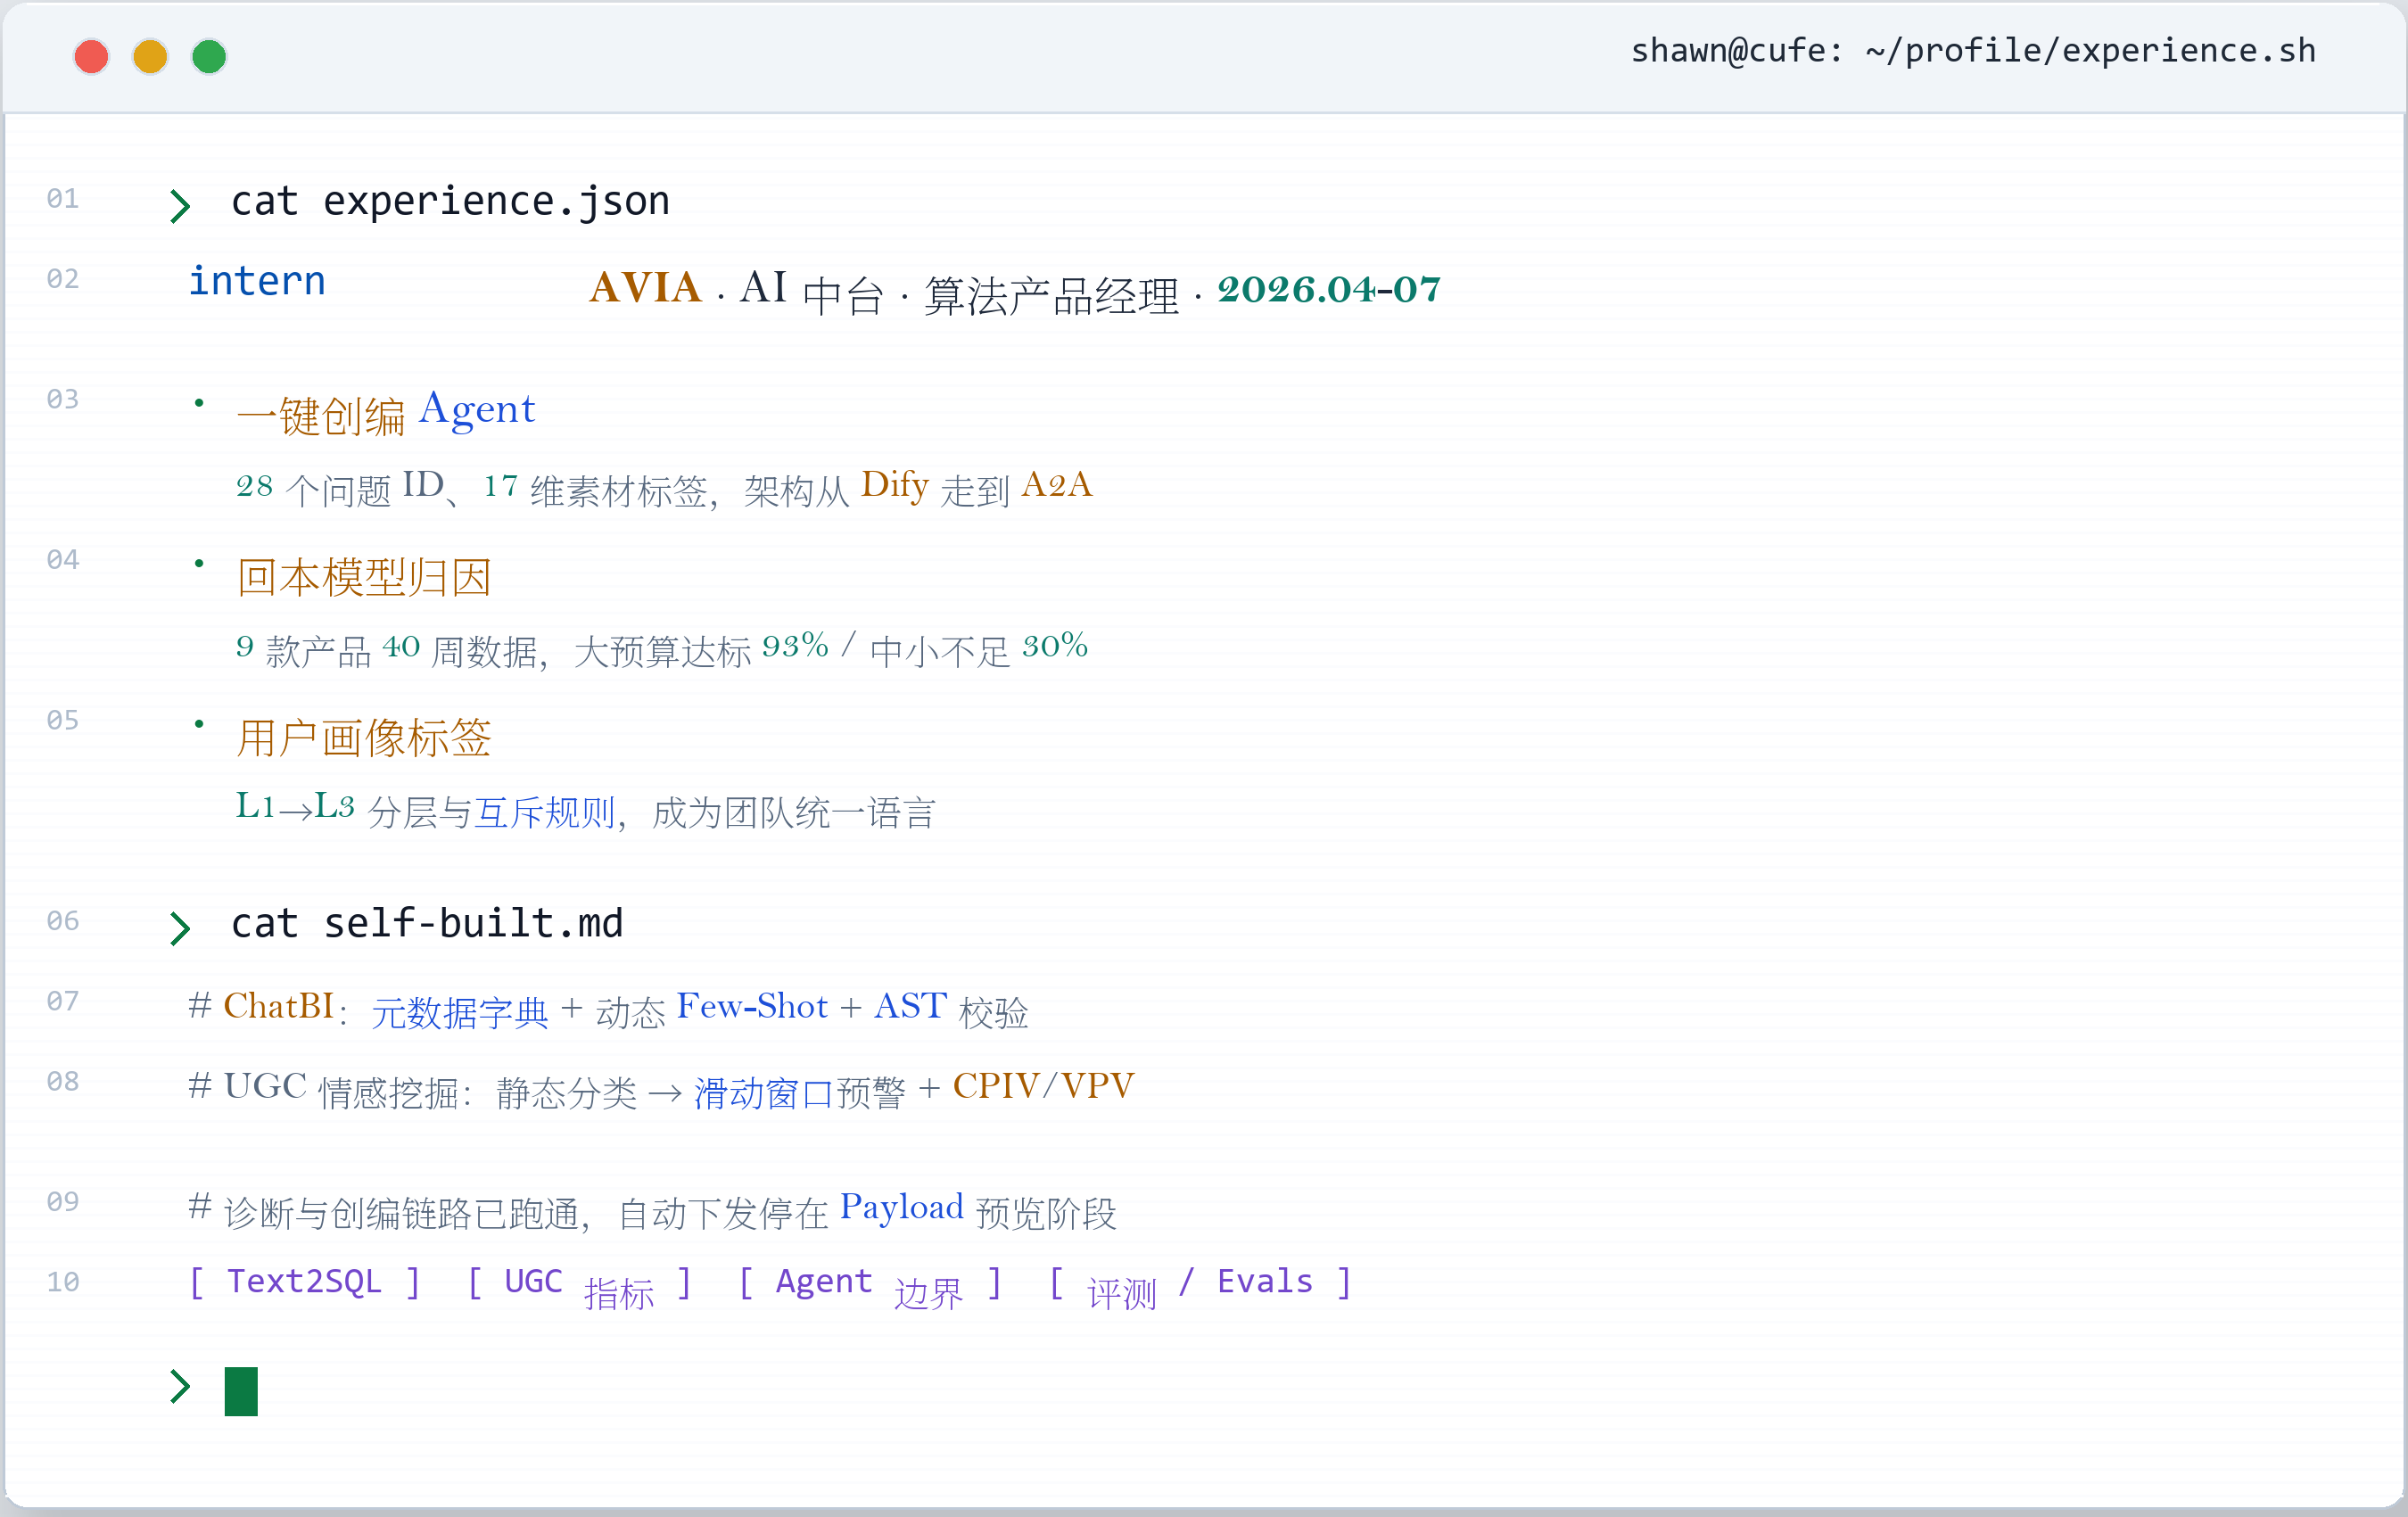 shawn@cufe: ~/profile/experience.sh
01 > cat experience.json
02 intern AVIA · AI 中台 · 算法产品经理 · 2026.04-07
03 · 一键创编 Agent
28 个问题 ID、17 维素材标签，架构从 Dify 走到 A2A
04 · 回本模型归因
9 款产品 40 周数据，大预算达标 93% / 中小不足 30%
05 · 用户画像标签
L1→L3 分层与互斥规则，成为团队统一语言
06 > cat self-built.md
07 # ChatBI：元数据字典 + 动态 Few-Shot + AST 校验
08 # UGC 情感挖掘：静态分类 → 滑动窗口预警 + CPIV/VPV
09 # 诊断与创编链路已跑通，自动下发停在 Payload 预览阶段
10 [ Text2SQL ] [ UGC 指标 ] [ Agent 边界 ] [ 评测 / Evals ]
>